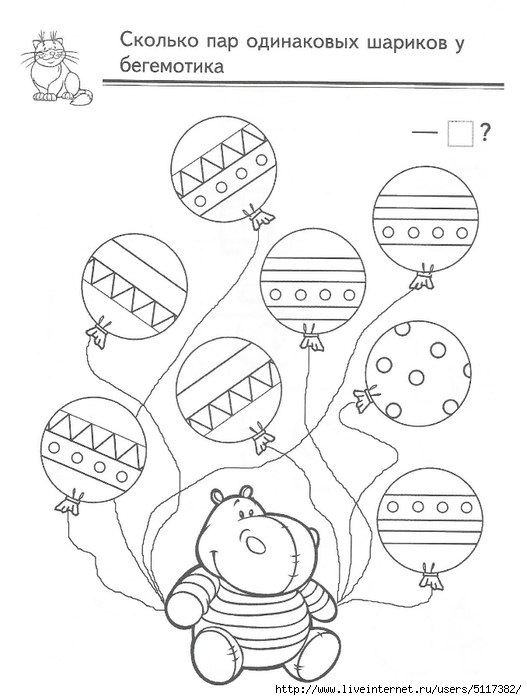 Сколько пар одинаковых шариков у
бегемотика
— ?
http://www.liveinternet.ru/users/5117382/